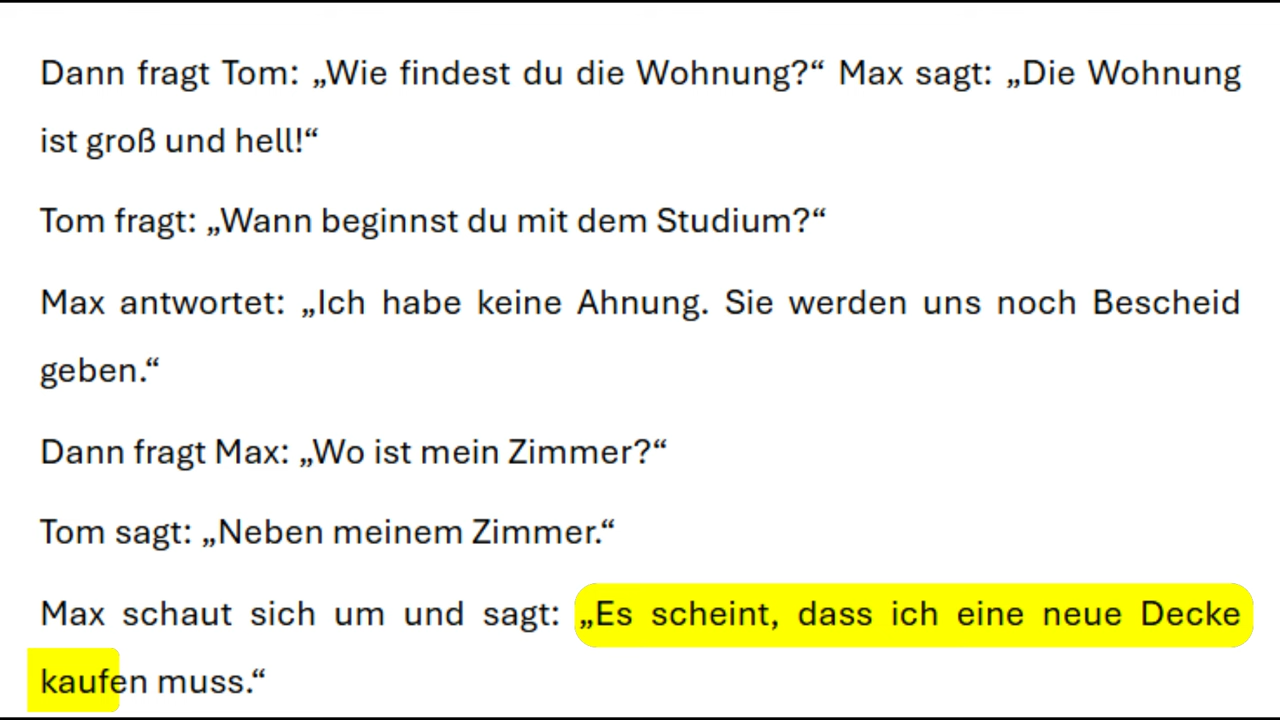 Dann fragt Tom: „Wie findest du die Wohnung?“ Max sagt: „Die Wohnung
ist groß und hell!“
Tom fragt: „Wann beginnst du mit dem Studium?“
Max antwortet: „Ich habe keine Ahnung. Sie werden uns noch Bescheid
geben.“
Dann fragt Max: „Wo ist mein Zimmer?“
Tom sagt: „Neben meinem Zimmer.“
Max schaut sich um und sagt: „Es scheint, dass ich eine neue Decke
kaufen muss.“